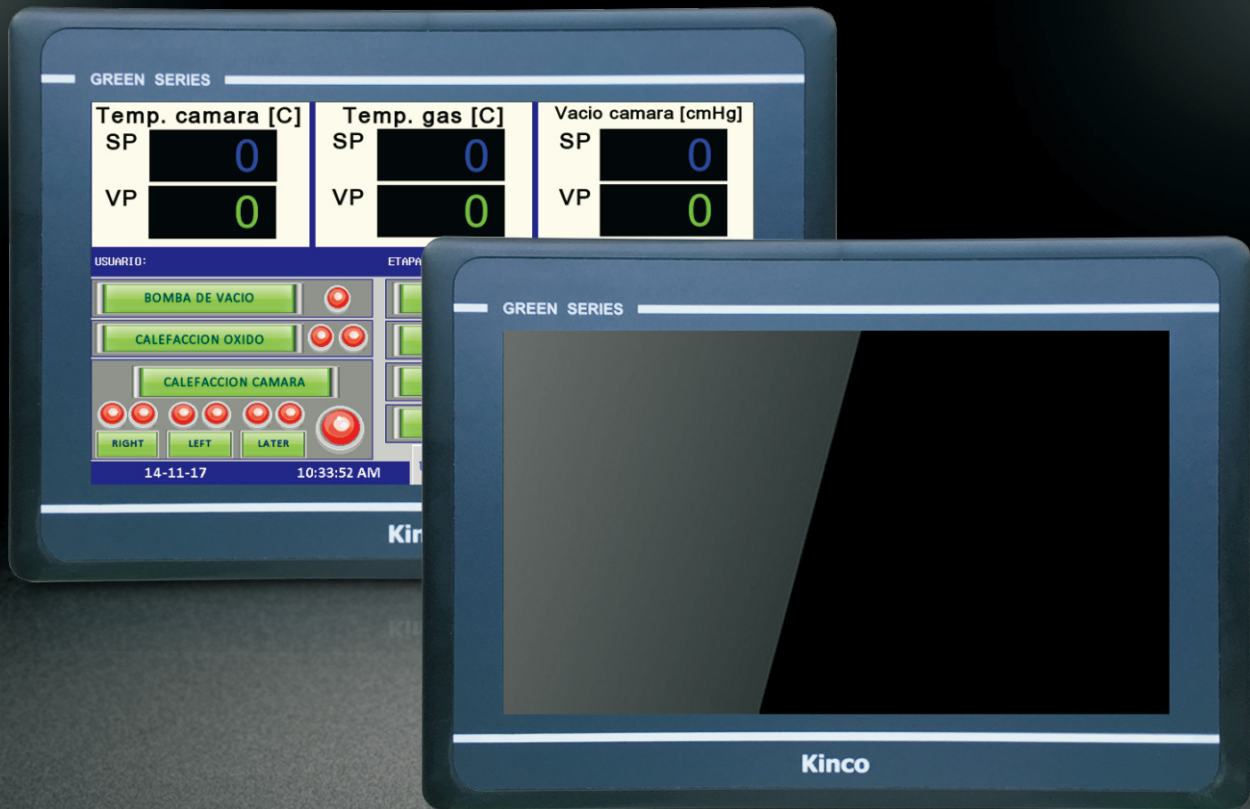 GREEN SERIES
Temp. camara [C]
SP
0
VP
0
Temp. gas [C]
SP
0
VP
0
Vacio camara [cmHg]
SP
0
VP
0
USUARIO:
ETAPA
BOMBA DE VACIO
CALEFACCION OXIDO
CALEFACCION CAMARA
RIGHT
LEFT
LATER
14-11-17
10:33:52 AM
Kin
GREEN SERIES
Kinco